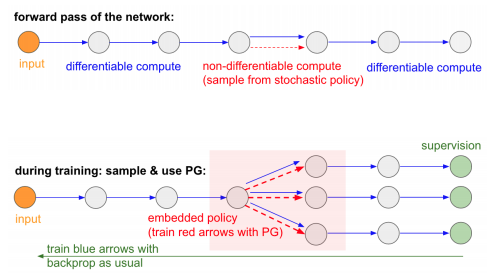 forward pass of the network:
input
differentiable compute
non-differentiable compute
(sample from stochastic policy)
differentiable compute
supervision
during training: sample & use PG:
input
embedded policy
(train red arrows with PG)
train blue arrows with
backprop as usual